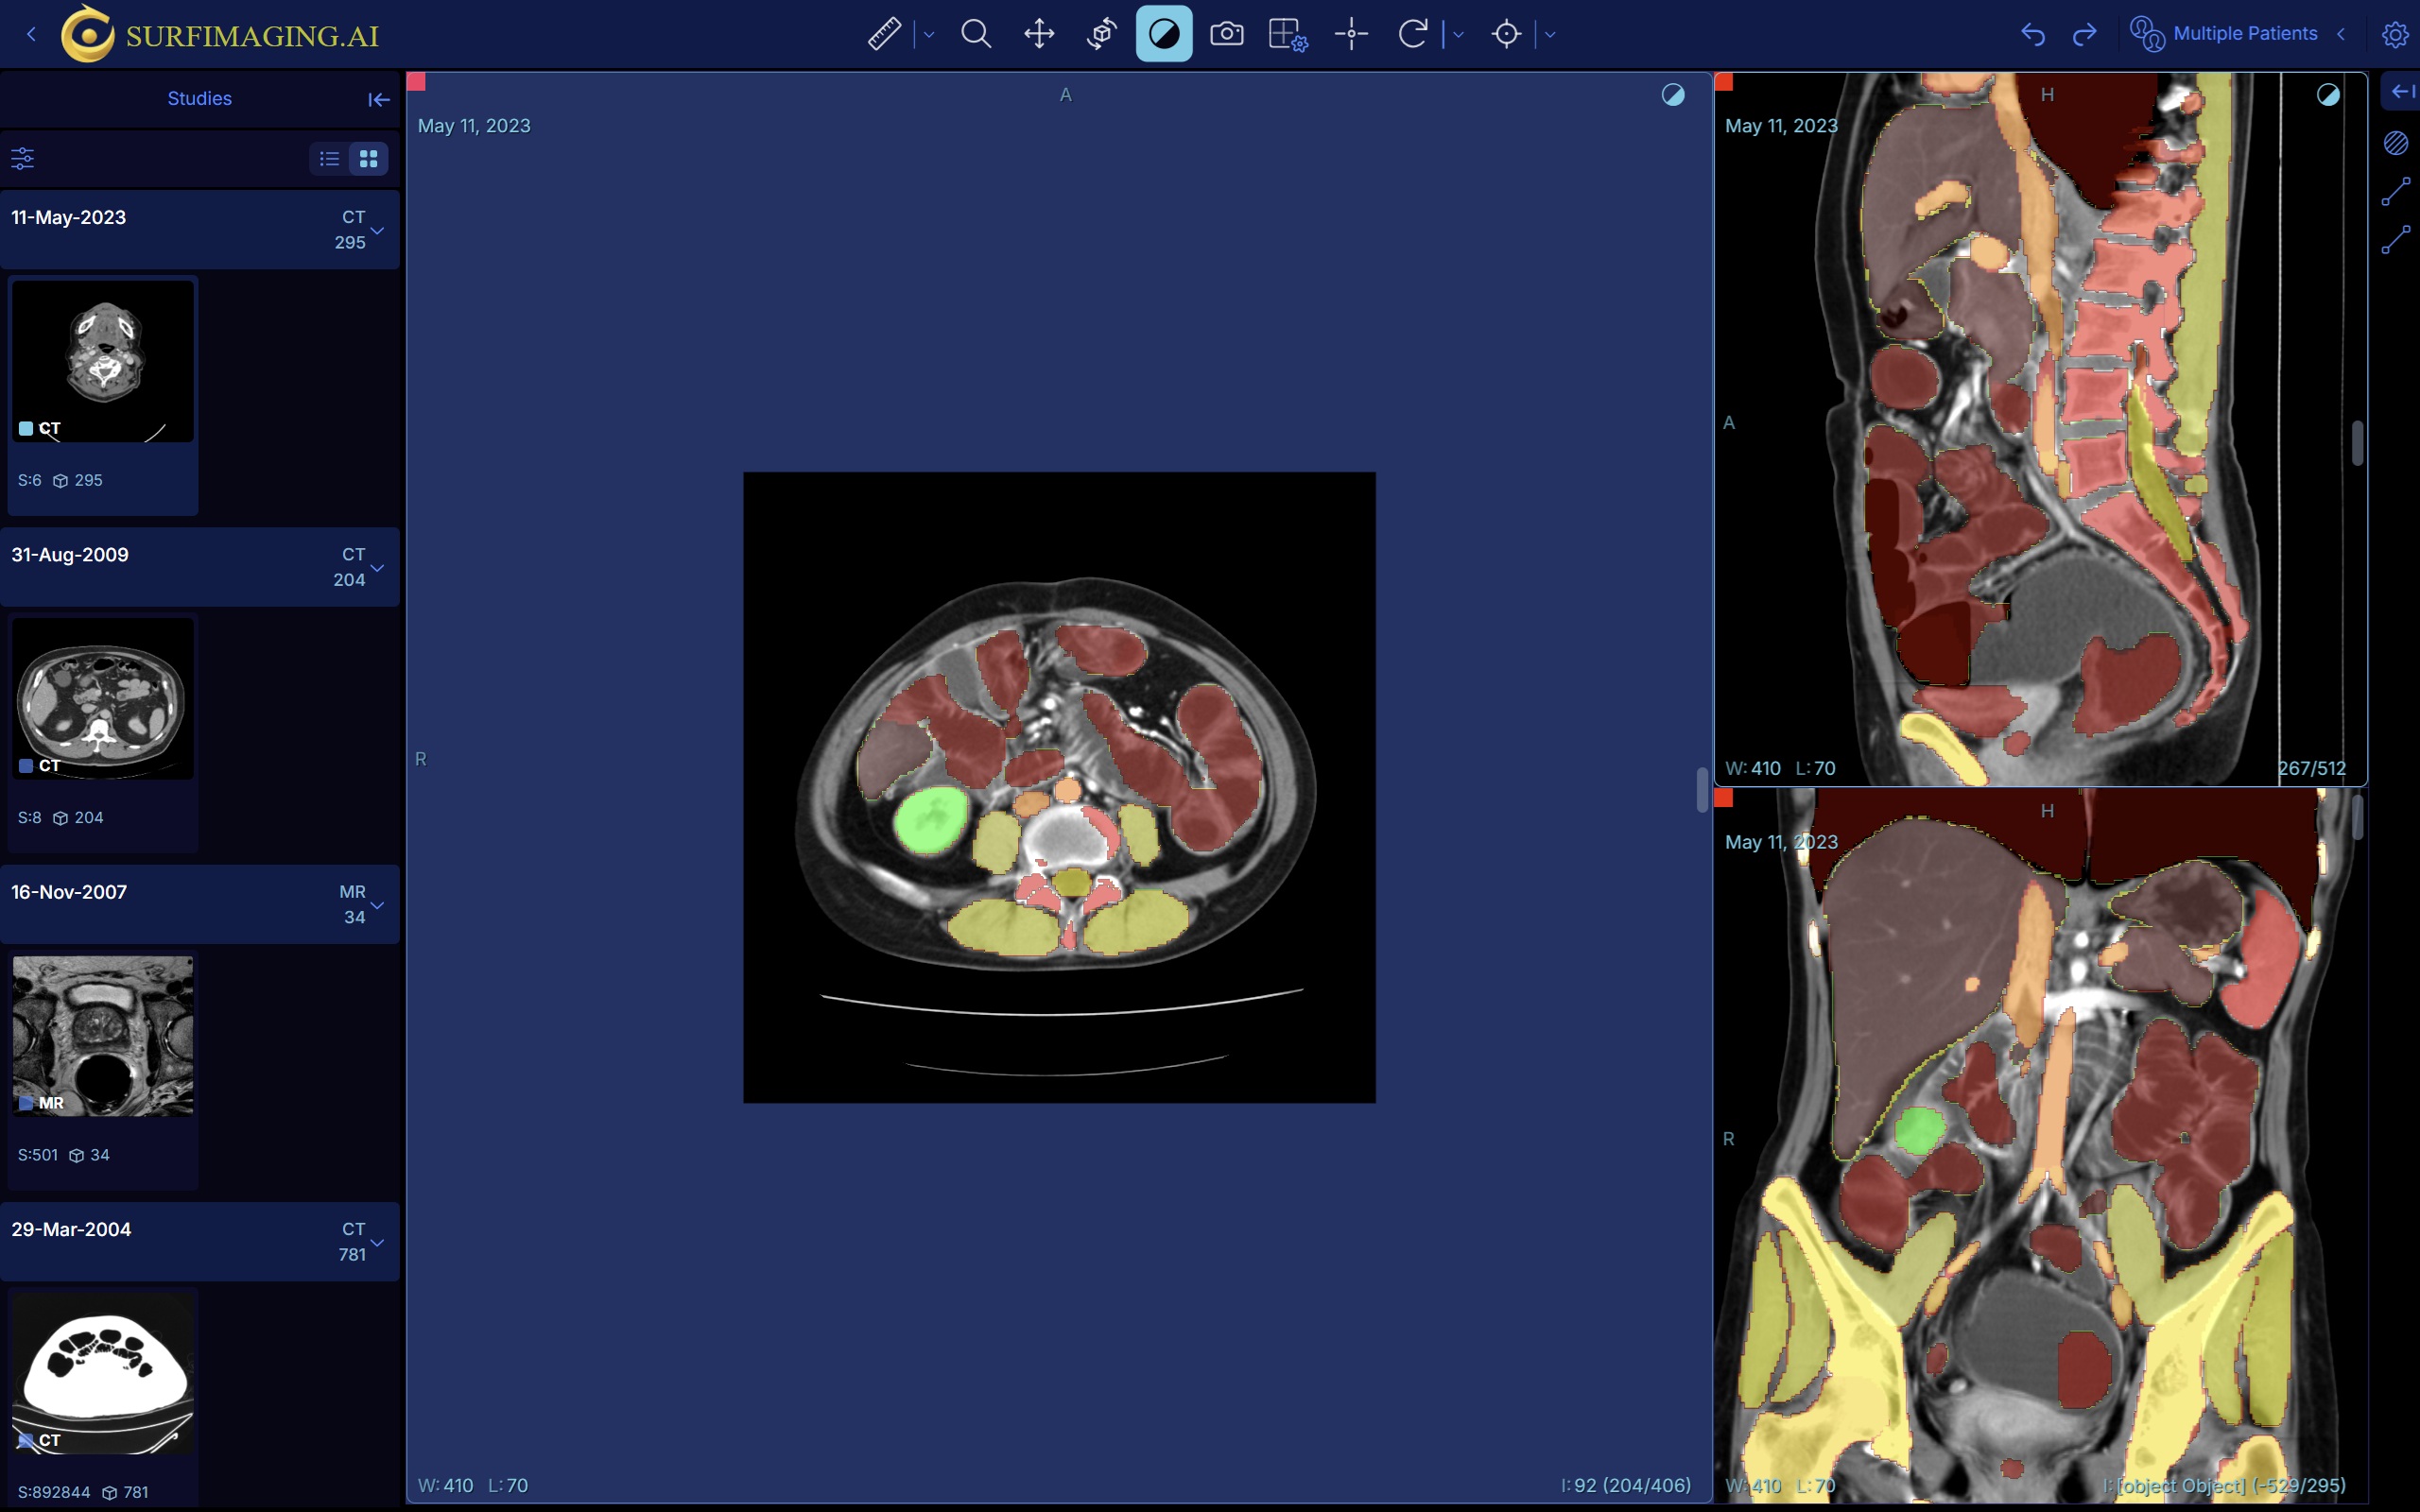 SURFIMAGING.AI
Multiple Patients
Studies
11-May-2023
CT
295
CT
S:6 295
31-Aug-2009
CT
204
CT
S:8 204
16-Nov-2007
MR
34
MR
S:501 34
29-Mar-2004
CT
781
CT
S:892844 781
A
May 11, 2023
R
W: 410 L: 70
I: 92 (204/406)
H
May 11, 2023
A
W: 410 L: 70
267/512
H
May 11, 2023
R
W: 410 L: 70
I: [object Object] (-529/295)